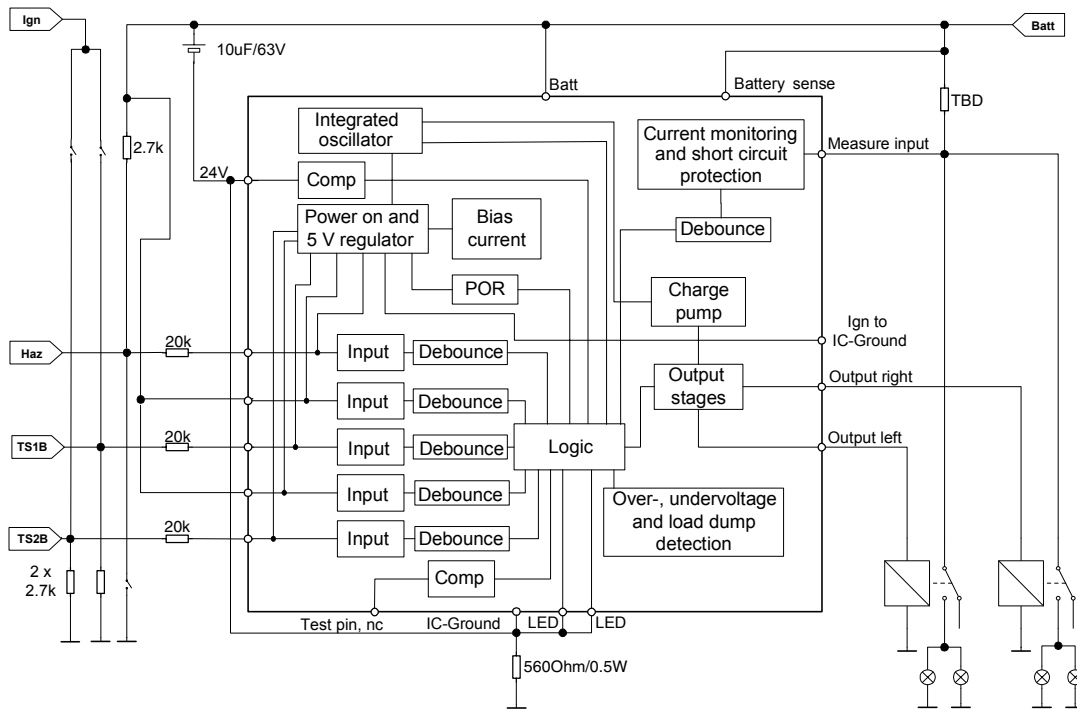 Ign
Batt
10uF/63V
Batt
Battery sense
TBD
Integrated
oscillator
Current monitoring
and short circuit
protection
Measure input
2.7k
24V
Comp
Power on and
5 V regulator
Bias
current
Debounce
POR
Charge
pump
Ign to
IC-Ground
Haz
20k
Input
Debounce
Output
stages
Output right
Input
Debounce
TS1B
20k
Input
Debounce
Logic
Output left
Input
Debounce
Over-, undervoltage
and load dump
detection
TS2B
20k
Input
Debounce
2 x
2.7k
Comp
Test pin, nc
IC-Ground
LED
LED
560Ohm/0.5W